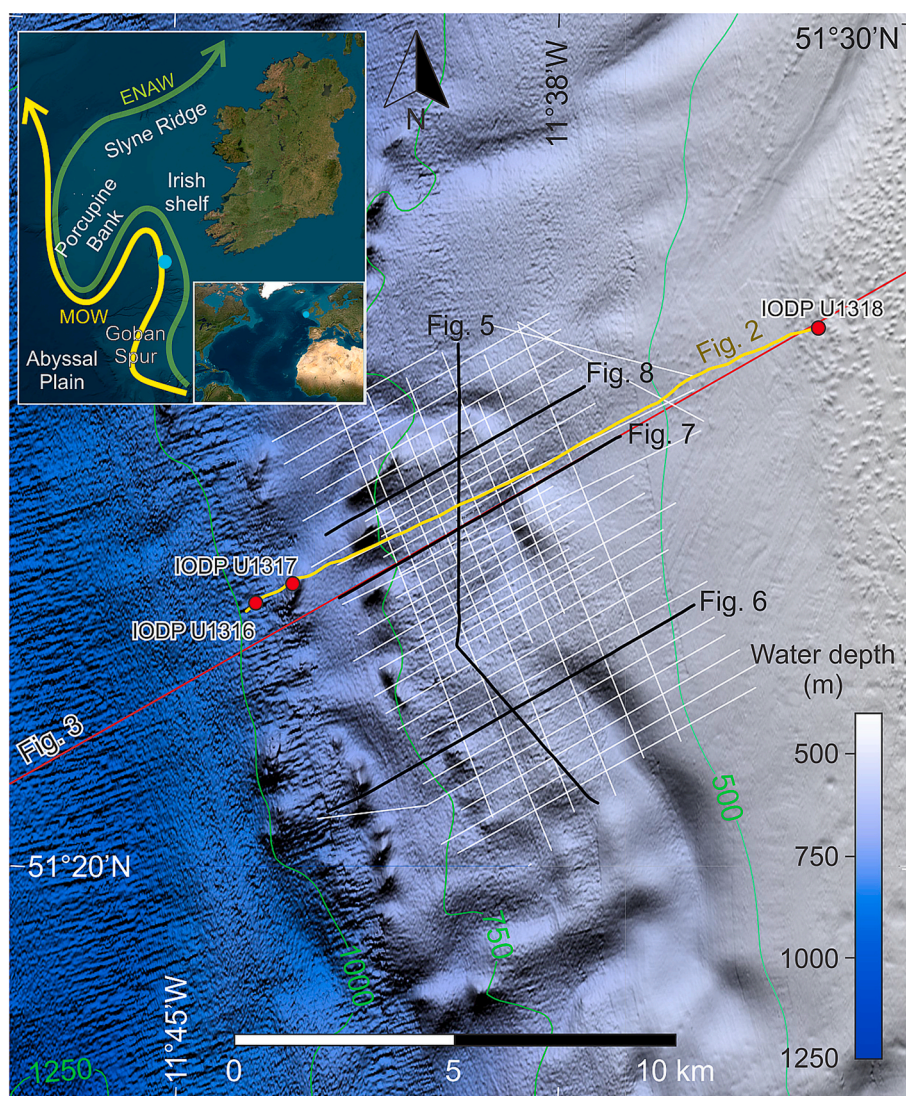 51°30'N
11°38'W
N
ENAW
Slyne Ridge
Irish
shelf
Porcupine
Bank
MOW
Goban
Spur
Abyssal
Plain
IODP U1318
Fig. 2
Fig. 5
Fig. 8
Fig. 7
IODP U1317
IODP U1316
Fig. 6
Fig. 3
Water depth
(m)
500
750
1000
1250
500
51°20'N
750
1000
11°45'W
1250
0 5 10 km